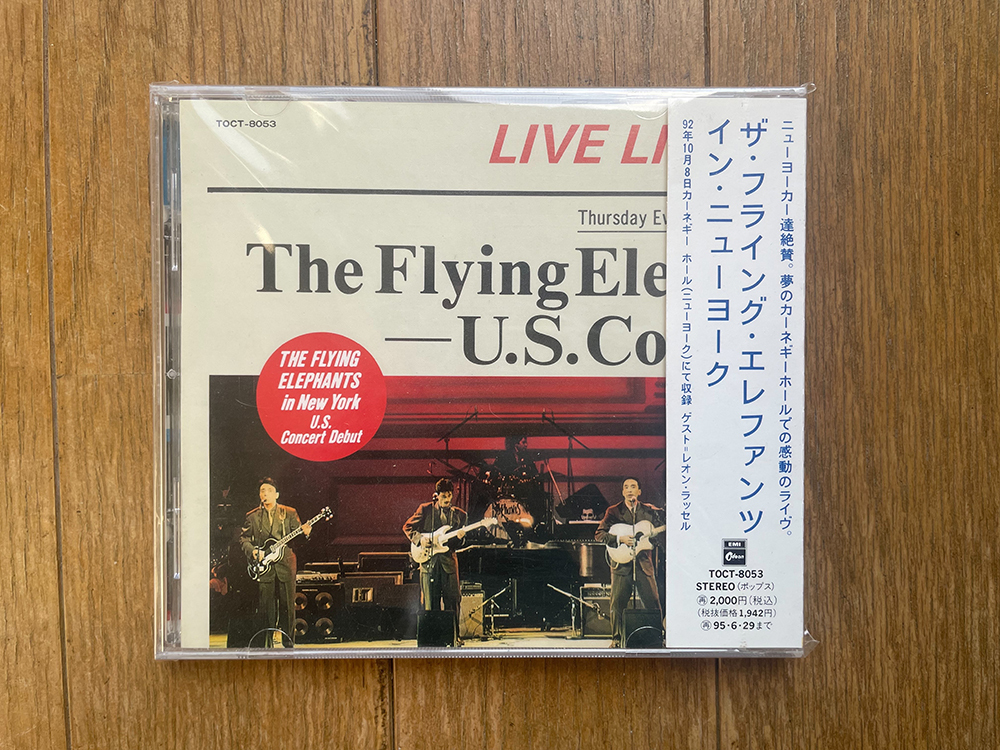 TOCT-8053
LIVE LI
Thursday Ev
The Flying Ele
—U.S.Co
THE FLYING
ELEPHANTS
in New York
U.S.
Concert Debut
ニューヨーカー達絶賛。夢のカーネギーホールでの感動のライヴ。
ザ・フライング・エレファンツ
イン・ニューヨーク
92年10月8日カーネギー ホール(ニューヨーク)にて収録 ゲスト=レオン・ラッセル
EMI
Odeon
TOCT-8053
STEREO(ポップス)
再2,000円(税込)
(税抜価格1,942円)
再95・6・29まで